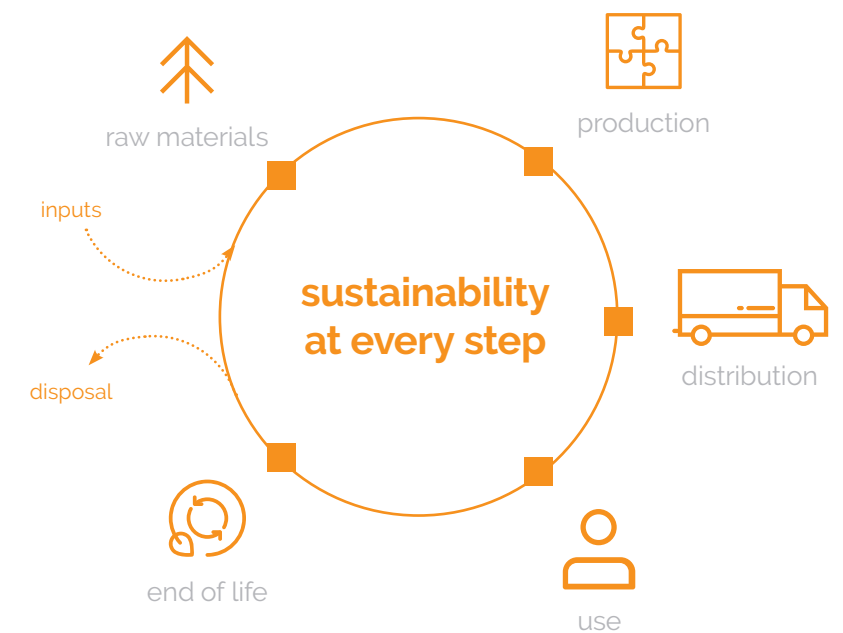 production
raw materials
inputs
sustainability
at every step
distribution
disposal
end of life
use